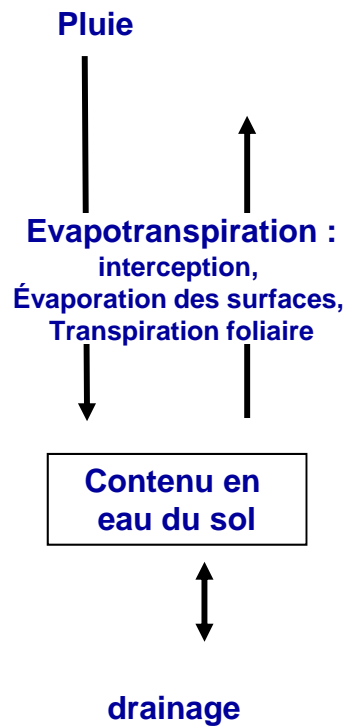 Pluie
Evapotranspiration :
interception,
Évaporation des surfaces,
Transpiration foliaire
Contenu en
eau du sol
drainage